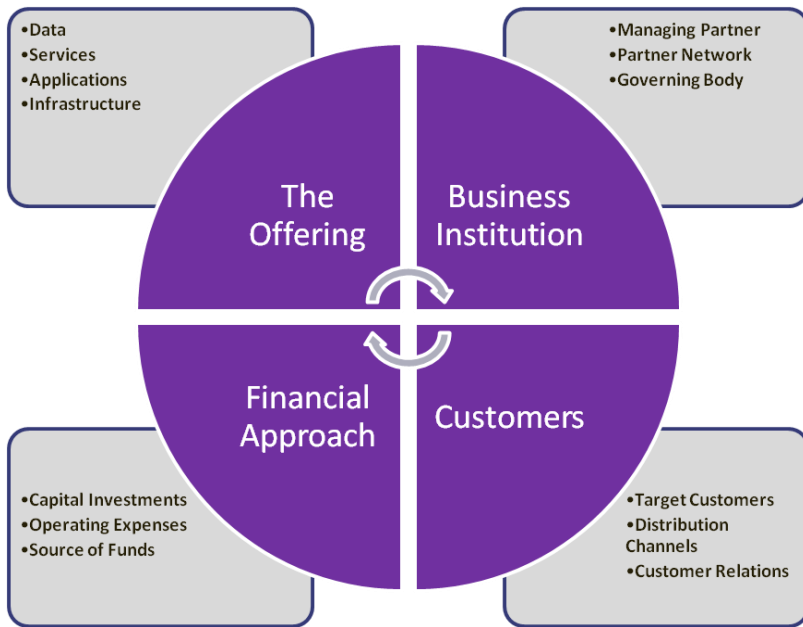 •Data
•Services
•Applications
•Infrastructure
•Managing Partner
•Partner Network
•Governing Body
The
Offering
Business
Institution
Financial
Approach
Customers
•Capital Investments
•Operating Expenses
•Source of Funds
•Target Customers
•Distribution
Channels
•Customer Relations